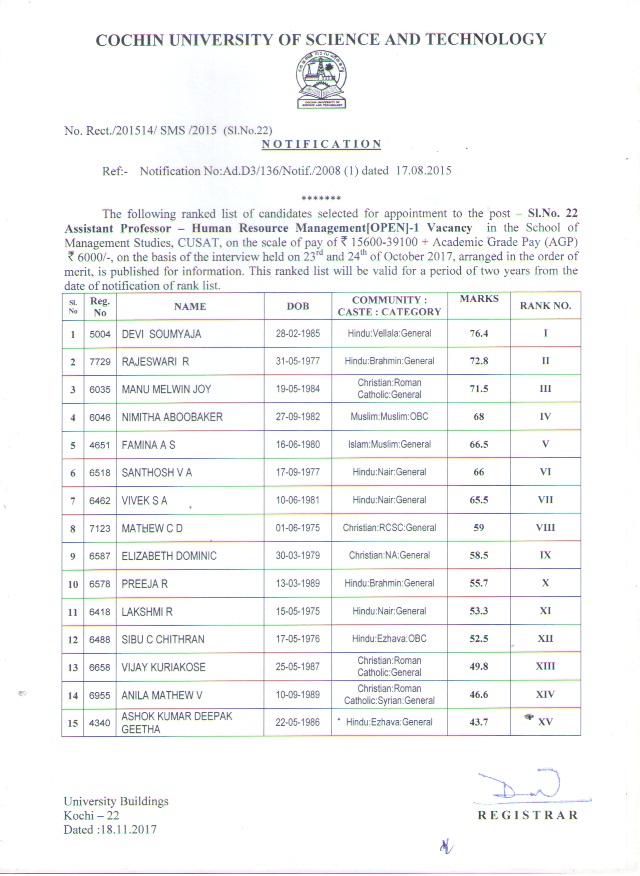 COCHIN UNIVERSITY OF SCIENCE AND TECHNOLOGY
COCHIN UNIVERSITY OF
SCIENCE AND TECHNOLOGY
No. Rect./201514/ SMS /2015 (Sl.No.22)
NOTIFICATION
Ref:- Notification No:Ad.D3/136/Notif./2008 (1) dated 17.08.2015
*******
The following ranked list of candidates selected for appointment to the post – Sl.No. 22
Assistant Professor – Human Resource Management[OPEN]-1 Vacancy in the School of
Management Studies, CUSAT, on the scale of pay of ₹ 15600-39100 + Academic Grade Pay (AGP)
₹ 6000/-, on the basis of the interview held on 23rd and 24th of October 2017, arranged in the order of
merit, is published for information. This ranked list will be valid for a period of two years from the
date of notification of rank list.
Sl. No Reg. No NAME DOB COMMUNITY : CASTE : CATEGORY MARKS RANK NO.
1 5004 DEVI SOUMYAJA 28-02-1985 Hindu:Vellala:General 76.4 I
2 7729 RAJESWARI R 31-05-1977 Hindu:Brahmin:General 72.8 II
3 6035 MANU MELWIN JOY 19-05-1984 Christian:Roman Catholic:General 71.5 III
4 6046 NIMITHA ABOOBAKER 27-09-1982 Muslim:Muslim:OBC 68 IV
5 4651 FAMINA A S 16-06-1980 Islam:Muslim:General 66.5 V
6 6518 SANTHOSH V A 17-09-1977 Hindu:Nair:General 66 VI
7 6462 VIVEK S A 10-06-1981 Hindu:Nair:General 65.5 VII
8 7123 MATHEW C D 01-06-1975 Christian:RCSC:General 59 VIII
9 6587 ELIZABETH DOMINIC 30-03-1979 Christian:NA:General 58.5 IX
10 6578 PREEJA R 13-03-1989 Hindu:Brahmin:General 55.7 X
11 6418 LAKSHMI R 15-05-1975 Hindu:Nair:General 53.3 XI
12 6488 SIBU C CHITHRAN 17-05-1976 Hindu:Ezhava:OBC 52.5 XII
13 6658 VIJAY KURIAKOSE 25-05-1987 Christian:Roman Catholic:General 49.8 XIII
14 6955 ANILA MATHEW V 10-09-1989 Christian:Roman Catholic:Syrian:General 46.6 XIV
15 4340 ASHOK KUMAR DEEPAK GEETHA 22-05-1986 Hindu:Ezhava:General 43.7 XV
University Buildings
Kochi – 22
Dated :18.11.2017
REGISTRAR